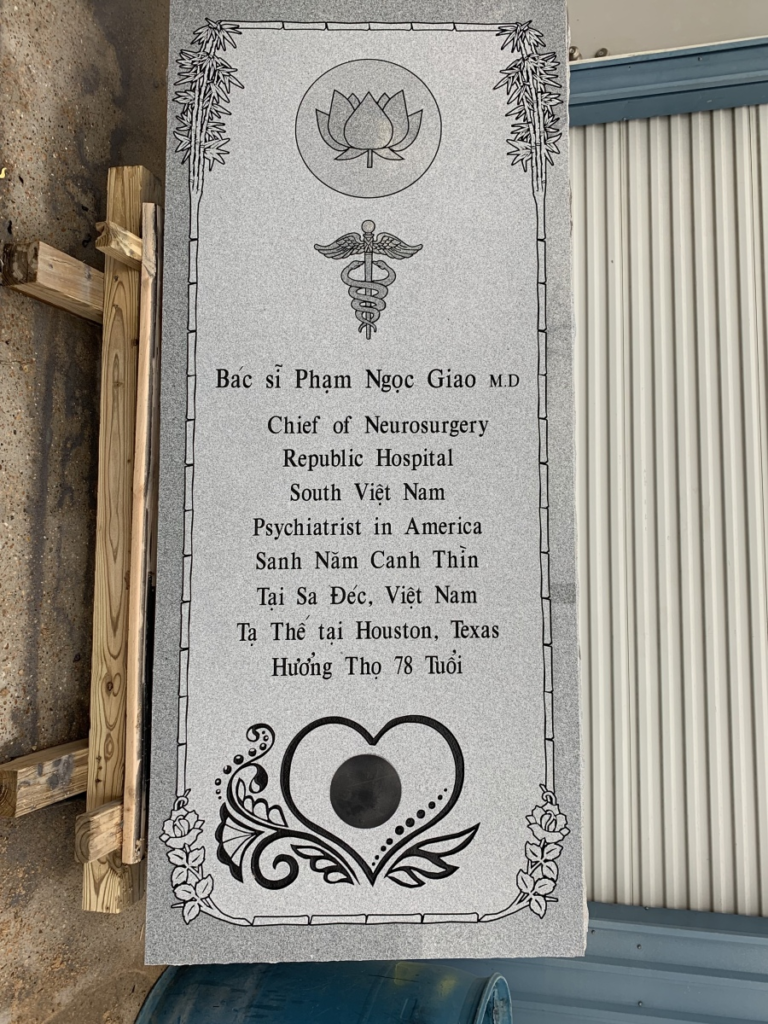 Bác sĩ Phạm Ngọc Giao M.D
Chief of Neurosurgery
Republic Hospital
South Việt Nam
Psychiatrist in America
Sanh Năm Canh Thìn
Tại Sa Đéc, Việt Nam
Tạ Thế tại Houston, Texas
Hưởng Thọ 78 Tuổi